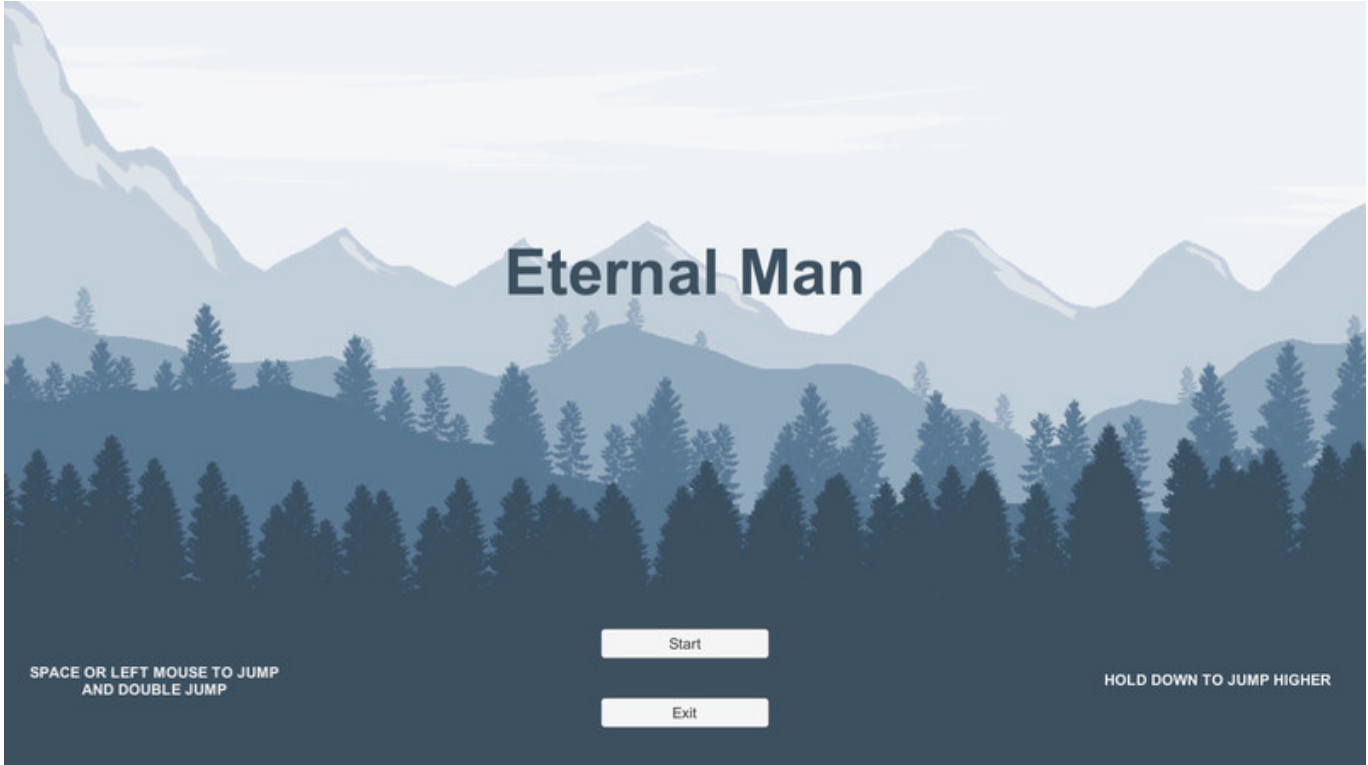 Eternal Man
Start
SPACE OR LEFT MOUSE TO JUMP
AND DOUBLE JUMP
HOLD DOWN TO JUMP HIGHER
Exit